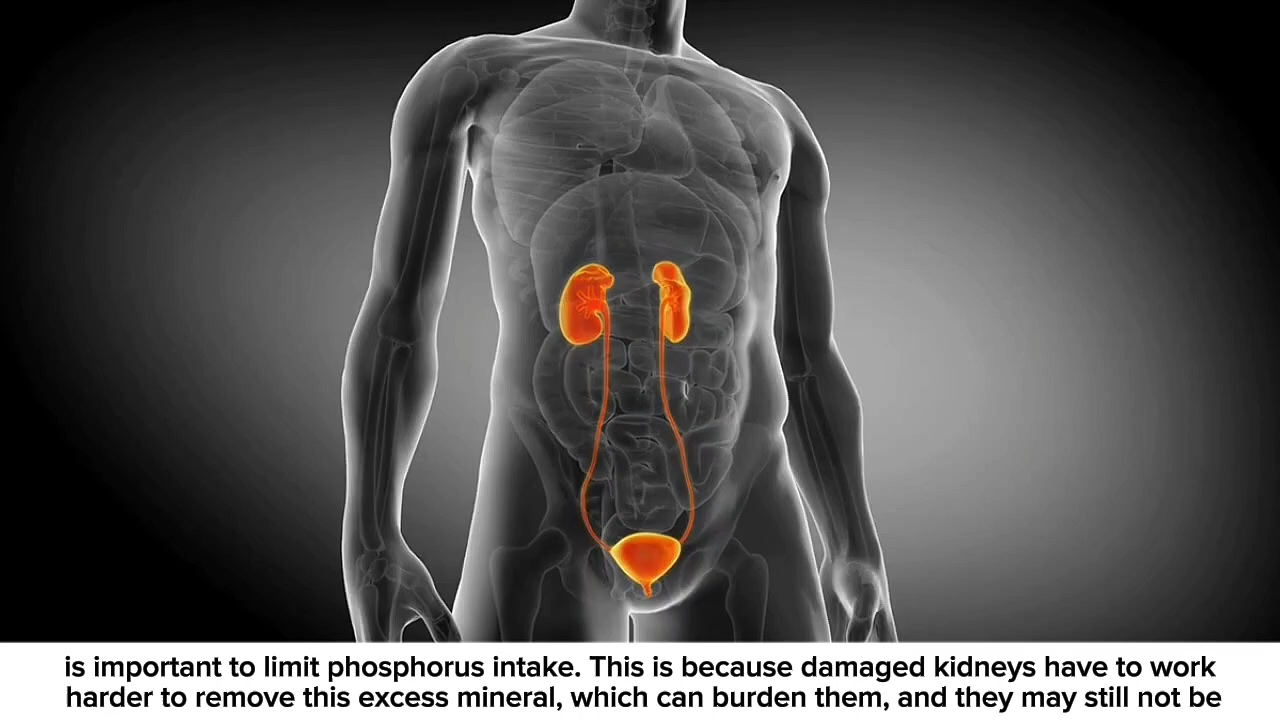 is important to limit phosphorus intake. This is because damaged kidneys have to work
harder to remove this excess mineral, which can burden them, and they may still not be